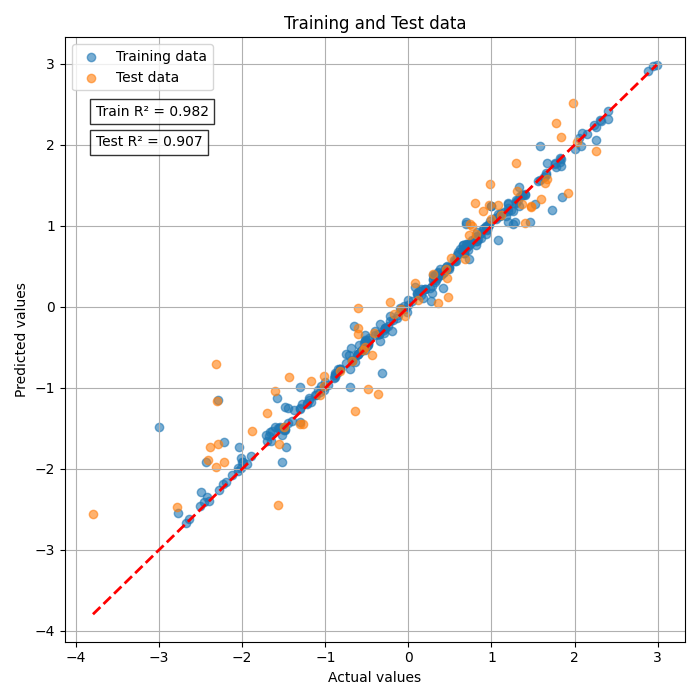 Training and Test data
Training data
Test data
Train R² = 0.982
Test R² = 0.907
Predicted values
3
2
1
0
−1
−2
−3
−4
−4 −3 −2 −1 0 1 2 3
Actual values